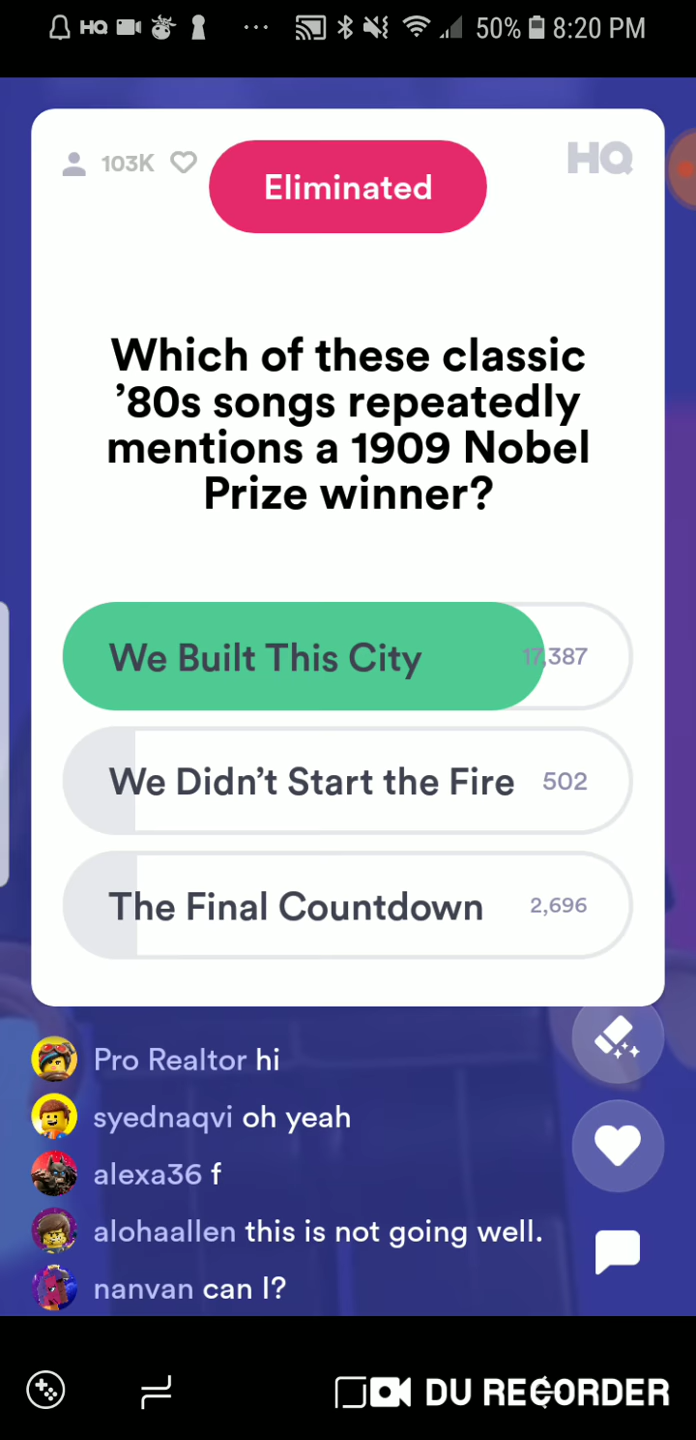 HQ ... 50% 8:20 PM
103K
Eliminated
HQ
Which of these classic
’80s songs repeatedly
mentions a 1909 Nobel
Prize winner?
We Built This City 17,387
We Didn’t Start the Fire 502
The Final Countdown 2,696
Pro Realtor hi
syednaqvi oh yeah
alexa36 f
alohaallen this is not going well.
nanvan can I?
DU RECORDER